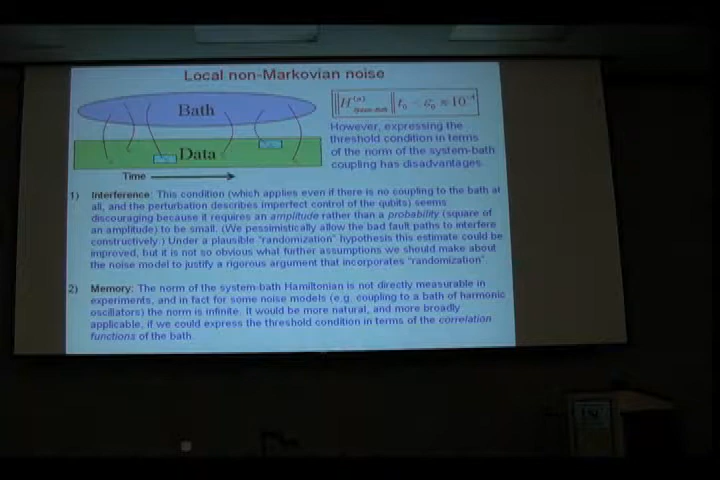 Local non-Markovian noise
Bath
Data
Time
However, expressing the
threshold condition in terms
of the norm of the system-bath
coupling has disadvantages.
1) Interference: This condition (which applies even if there is no coupling to the bath at
all, and the perturbation describes imperfect control of the qubits) seems
discouraging because it requires an amplitude rather than a probability (square of
an amplitude) to be small. (We pessimistically allow the bad fault paths to interfere
constructively.) Under a plausible "randomization" hypothesis this estimate could be
improved, but it is not so obvious what further assumptions we should make about
the noise model to justify a rigorous argument that incorporates "randomization".
2) Memory: The norm of the system-bath Hamiltonian is not directly measurable in
experiments, and in fact for some noise models (e.g. coupling to a bath of harmonic
oscillators) the norm is infinite. It would be more natural, and more broadly
applicable, if we could express the threshold condition in terms of the correlation
functions of the bath.